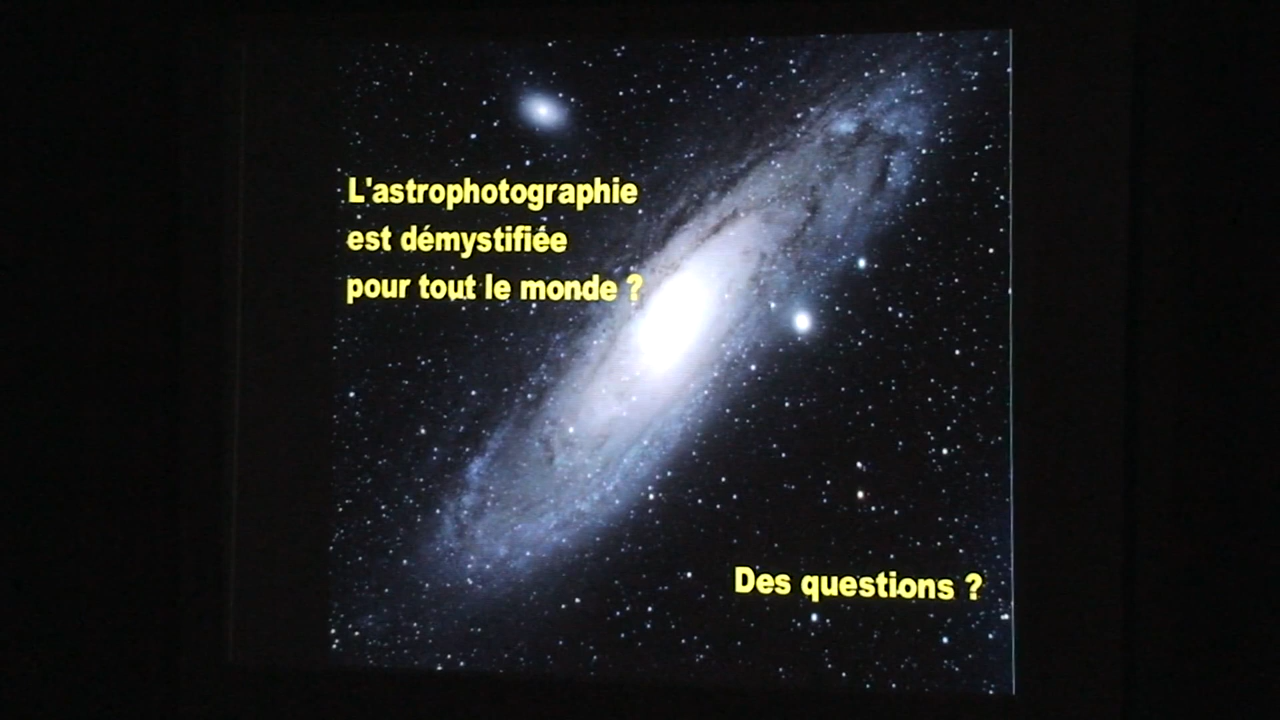 L'astrophotographie
est démystifiée
pour tout le monde ?
Des questions ?